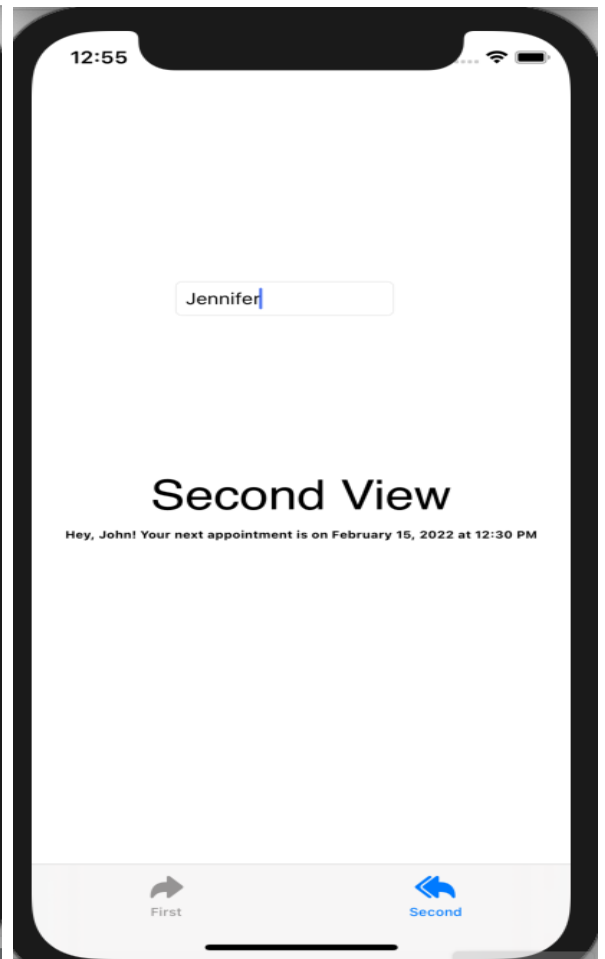 12:55
Jennifer
Second View
Hey, John! Your next appointment is on February 15, 2022 at 12:30 PM
First
Second